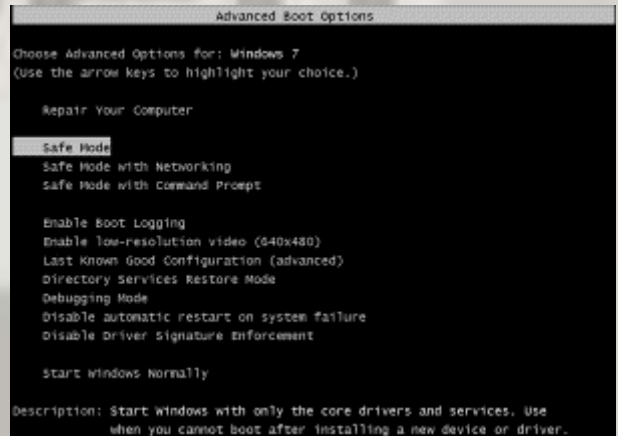 Advanced Boot Options
Choose Advanced Options for: Windows 7
(Use the arrow keys to highlight your choice.)
Repair Your Computer
Safe Mode
Safe Mode with Networking
Safe Mode with Command Prompt
Enable Boot Logging
Enable low-resolution video (640x480)
Last Known Good Configuration (advanced)
Directory Services Restore Mode
Debugging Mode
Disable automatic restart on system failure
Disable Driver Signature Enforcement
Start Windows Normally
Description: Start Windows with only the core drivers and services. Use
when you cannot boot after installing a new device or driver.